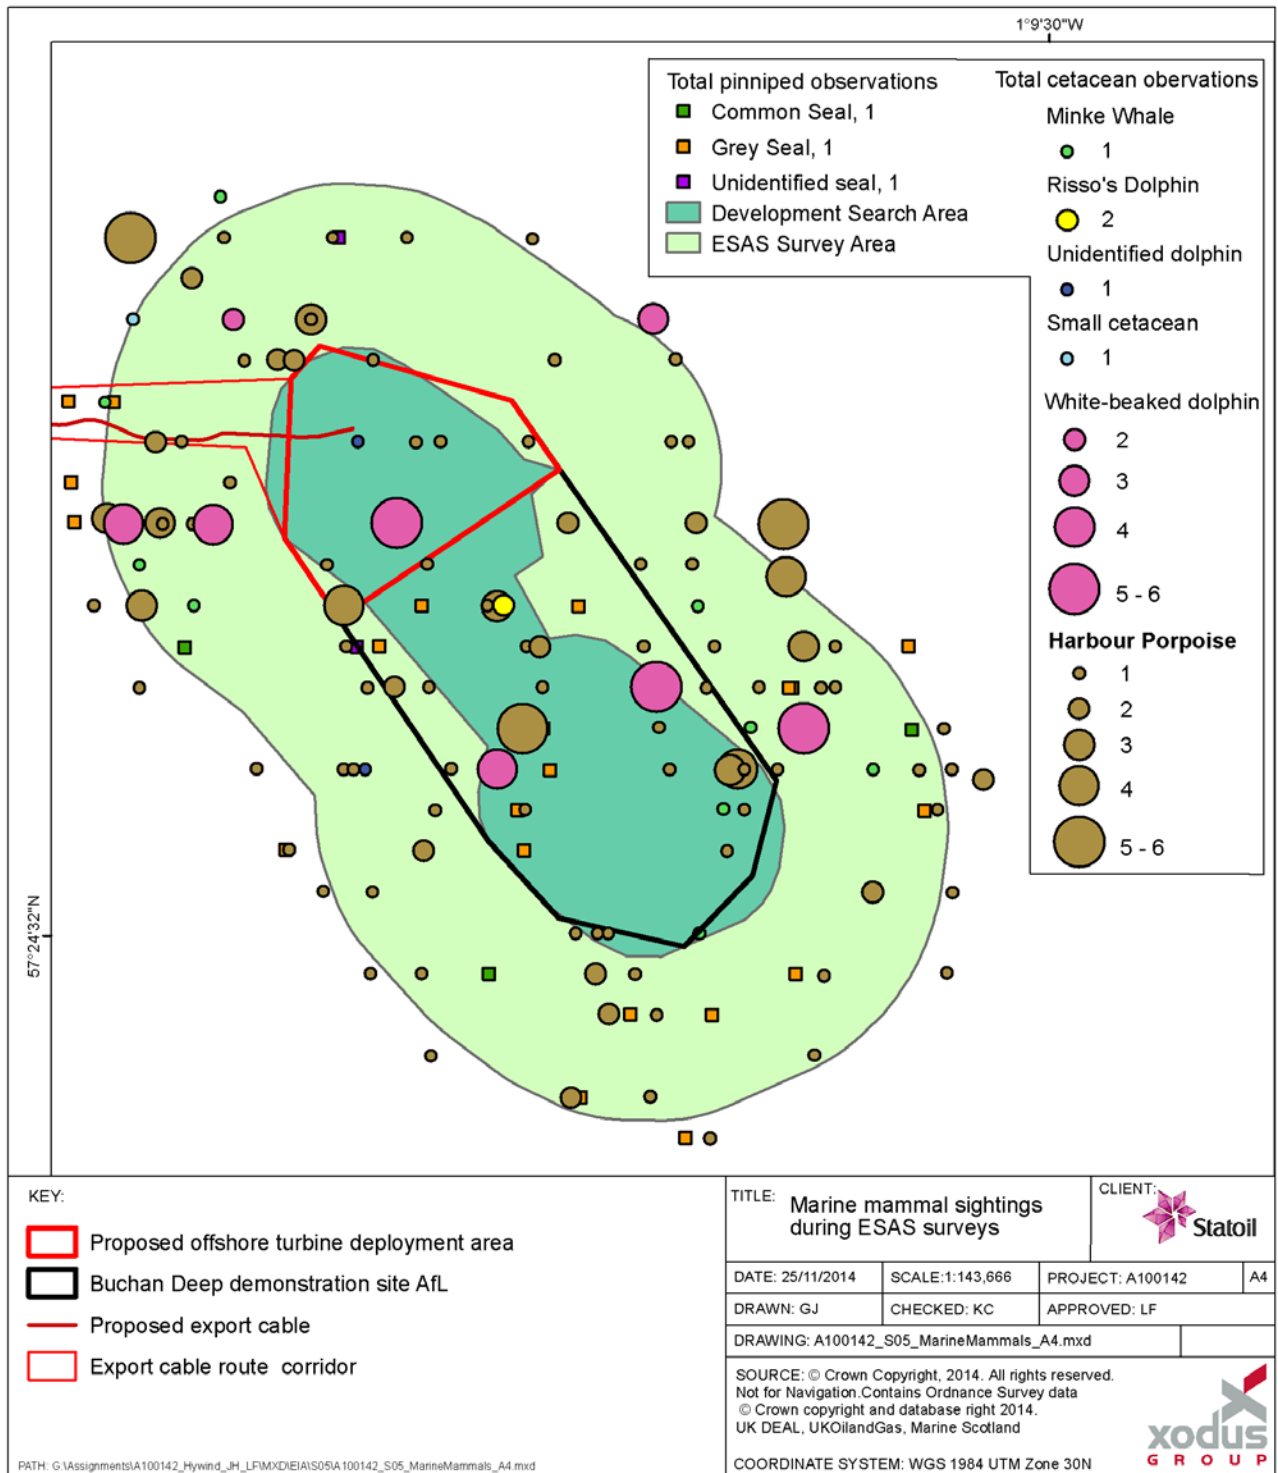 1°9'30"W
Total pinniped observations
Common Seal, 1
Grey Seal, 1
Unidentified seal, 1
Development Search Area
ESAS Survey Area
Total cetacean obervations
Minke Whale
1
Risso's Dolphin
2
Unidentified dolphin
1
Small cetacean
1
White-beaked dolphin
2
3
4
5 - 6
Harbour Porpoise
1
2
3
4
5 - 6
57°24'32"N
KEY:
Proposed offshore turbine deployment area
Buchan Deep demonstration site AfL
Proposed export cable
Export cable route corridor
PATH: G:\Assignments\A100142_Hywind_JH_LF\MXD\EIA\S05\A100142_S05_MarineMammals_A4.mxd
TITLE: Marine mammal sightings
during ESAS surveys
CLIENT:
Statoil
DATE: 25/11/2014
SCALE:1:143,666
PROJECT: A100142
A4
DRAWN: GJ
CHECKED: KC
APPROVED: LF
DRAWING: A100142_S05_MarineMammals_A4.mxd
SOURCE: © Crown Copyright, 2014. All rights reserved.
Not for Navigation.Contains Ordnance Survey data
© Crown copyright and database right 2014.
UK DEAL, UKOilandGas, Marine Scotland
COORDINATE SYSTEM: WGS 1984 UTM Zone 30N
xodus
GROUP